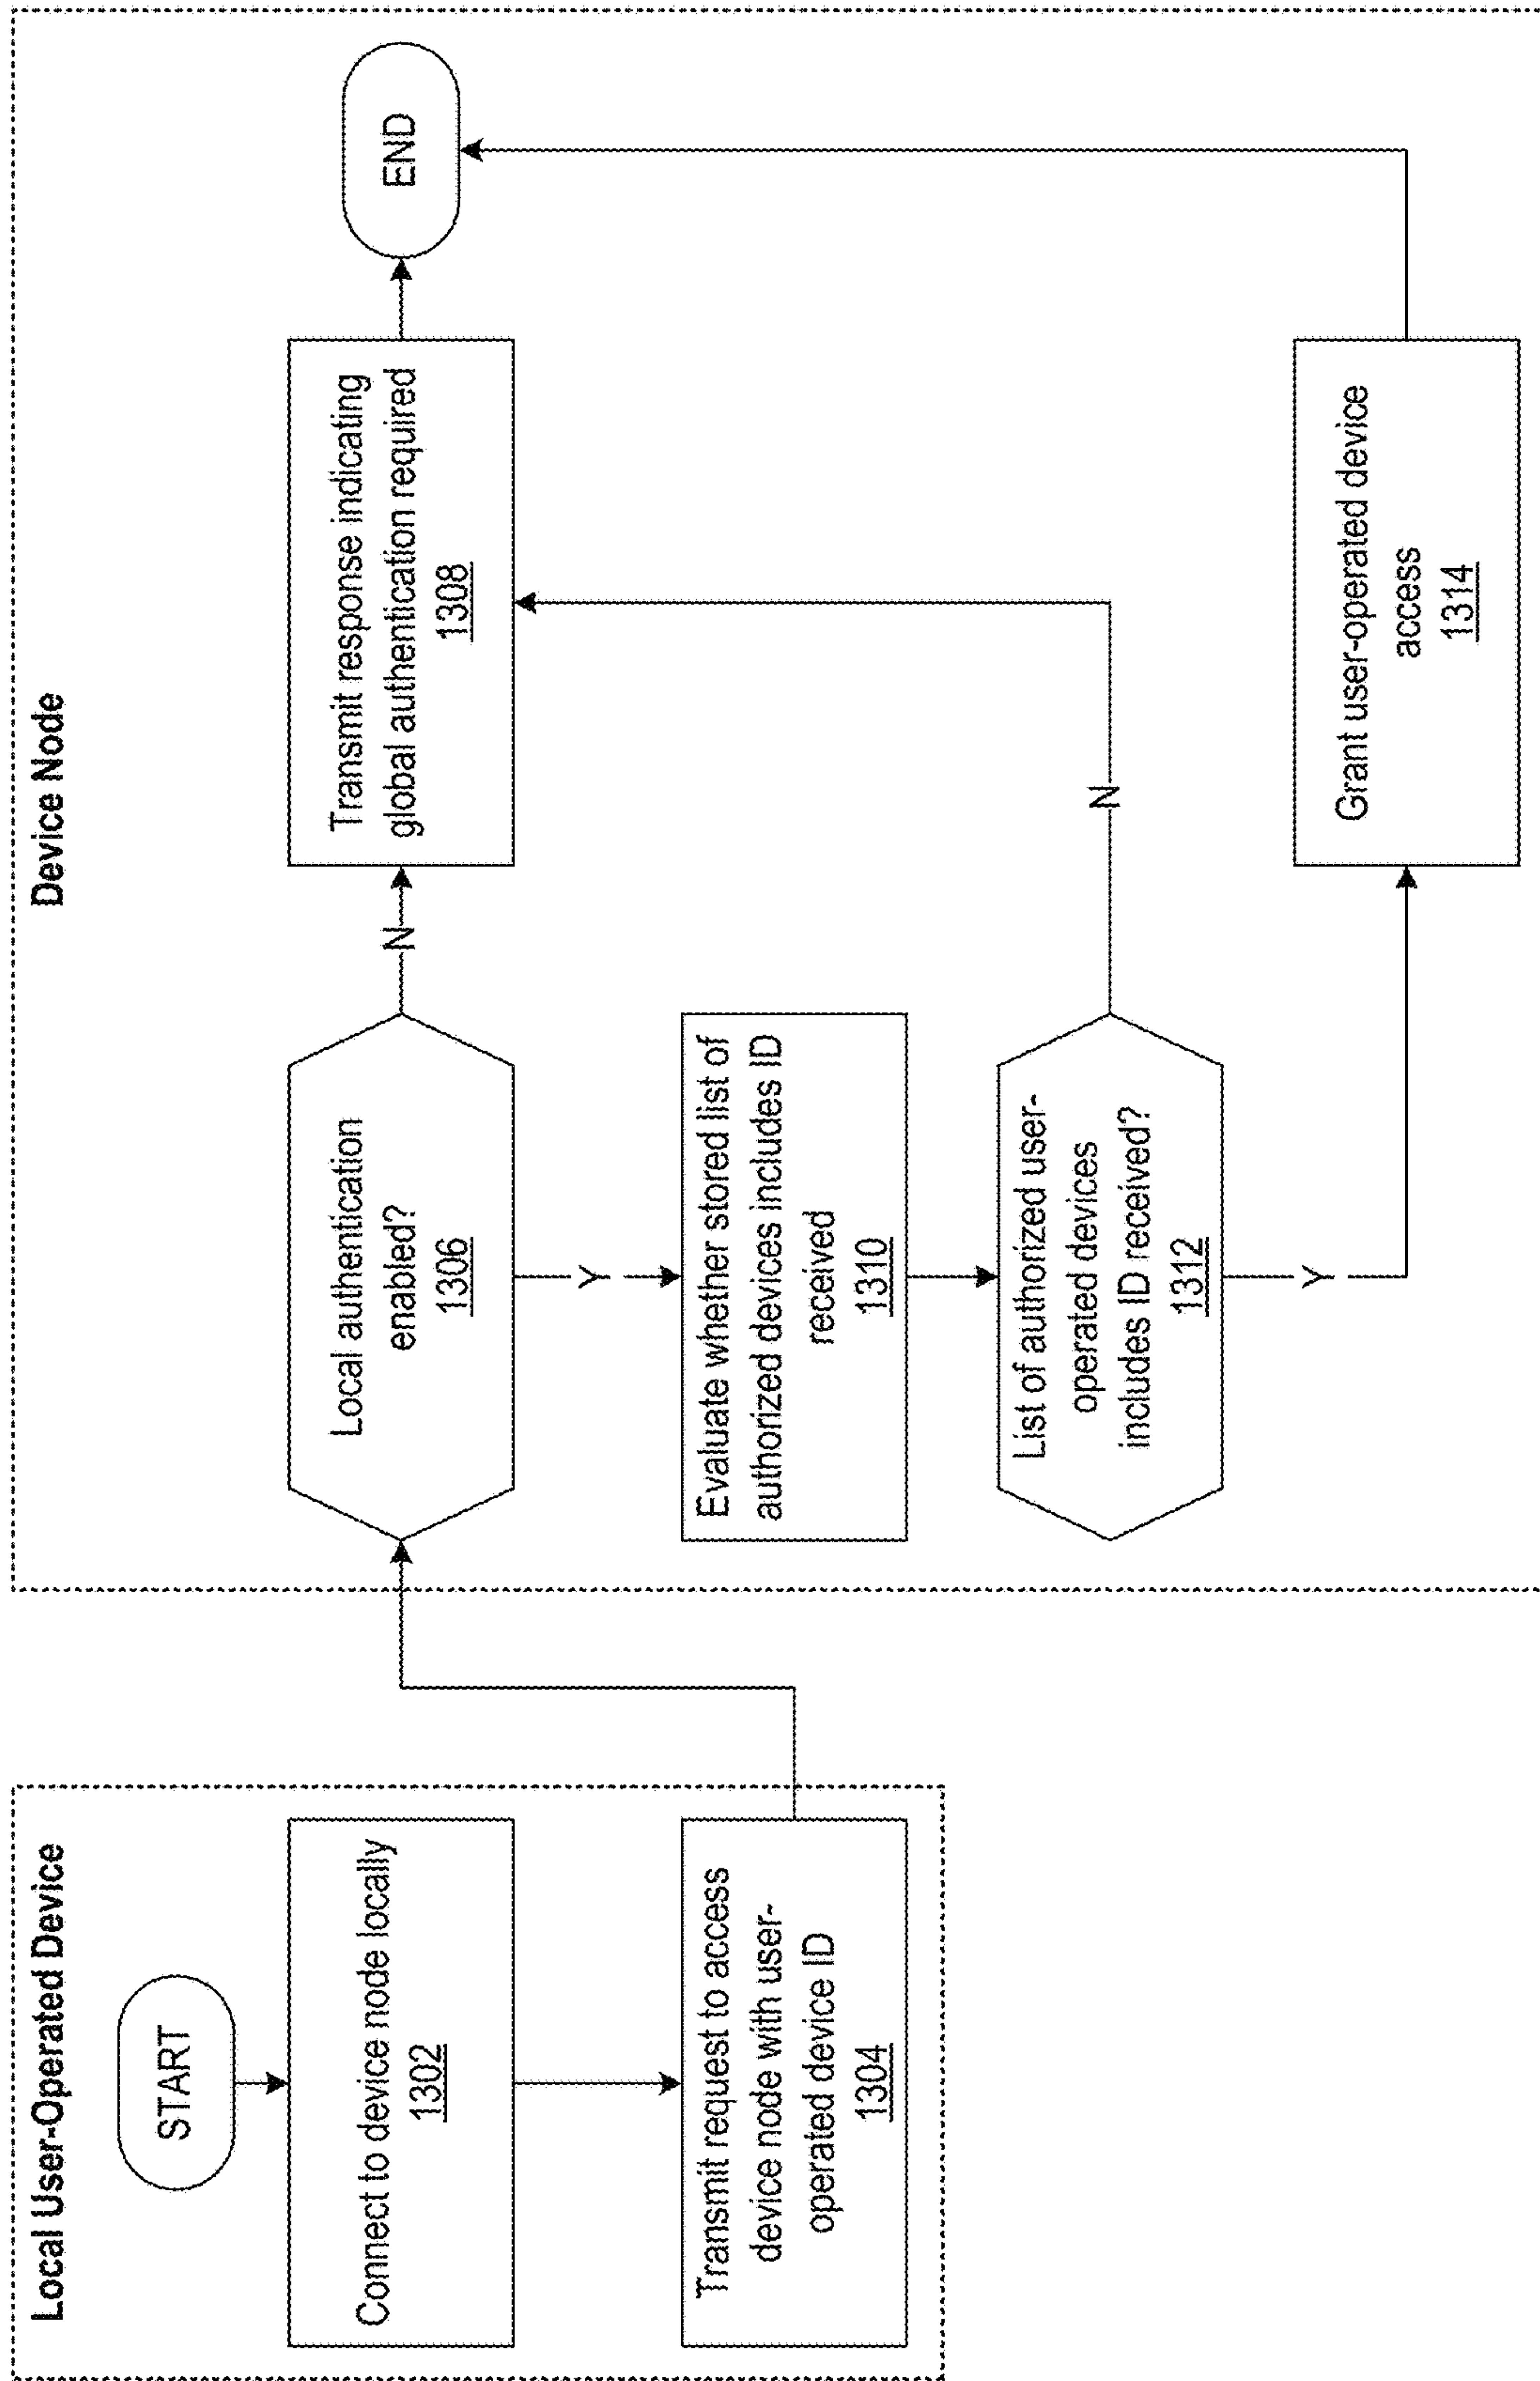 Local User-Operated Device
START
Connect to device node locally
1302
Transmit request to access
device node with user-
operated device ID
1304
Device Node
Local authentication
enabled?
1306
N
Y
Transmit response indicating
global authentication required
1308
END
Evaluate whether stored list of
authorized devices includes ID
received
1310
List of authorized user-
operated devices
includes ID received?
1312
N
Y
Grant user-operated device
access
1314